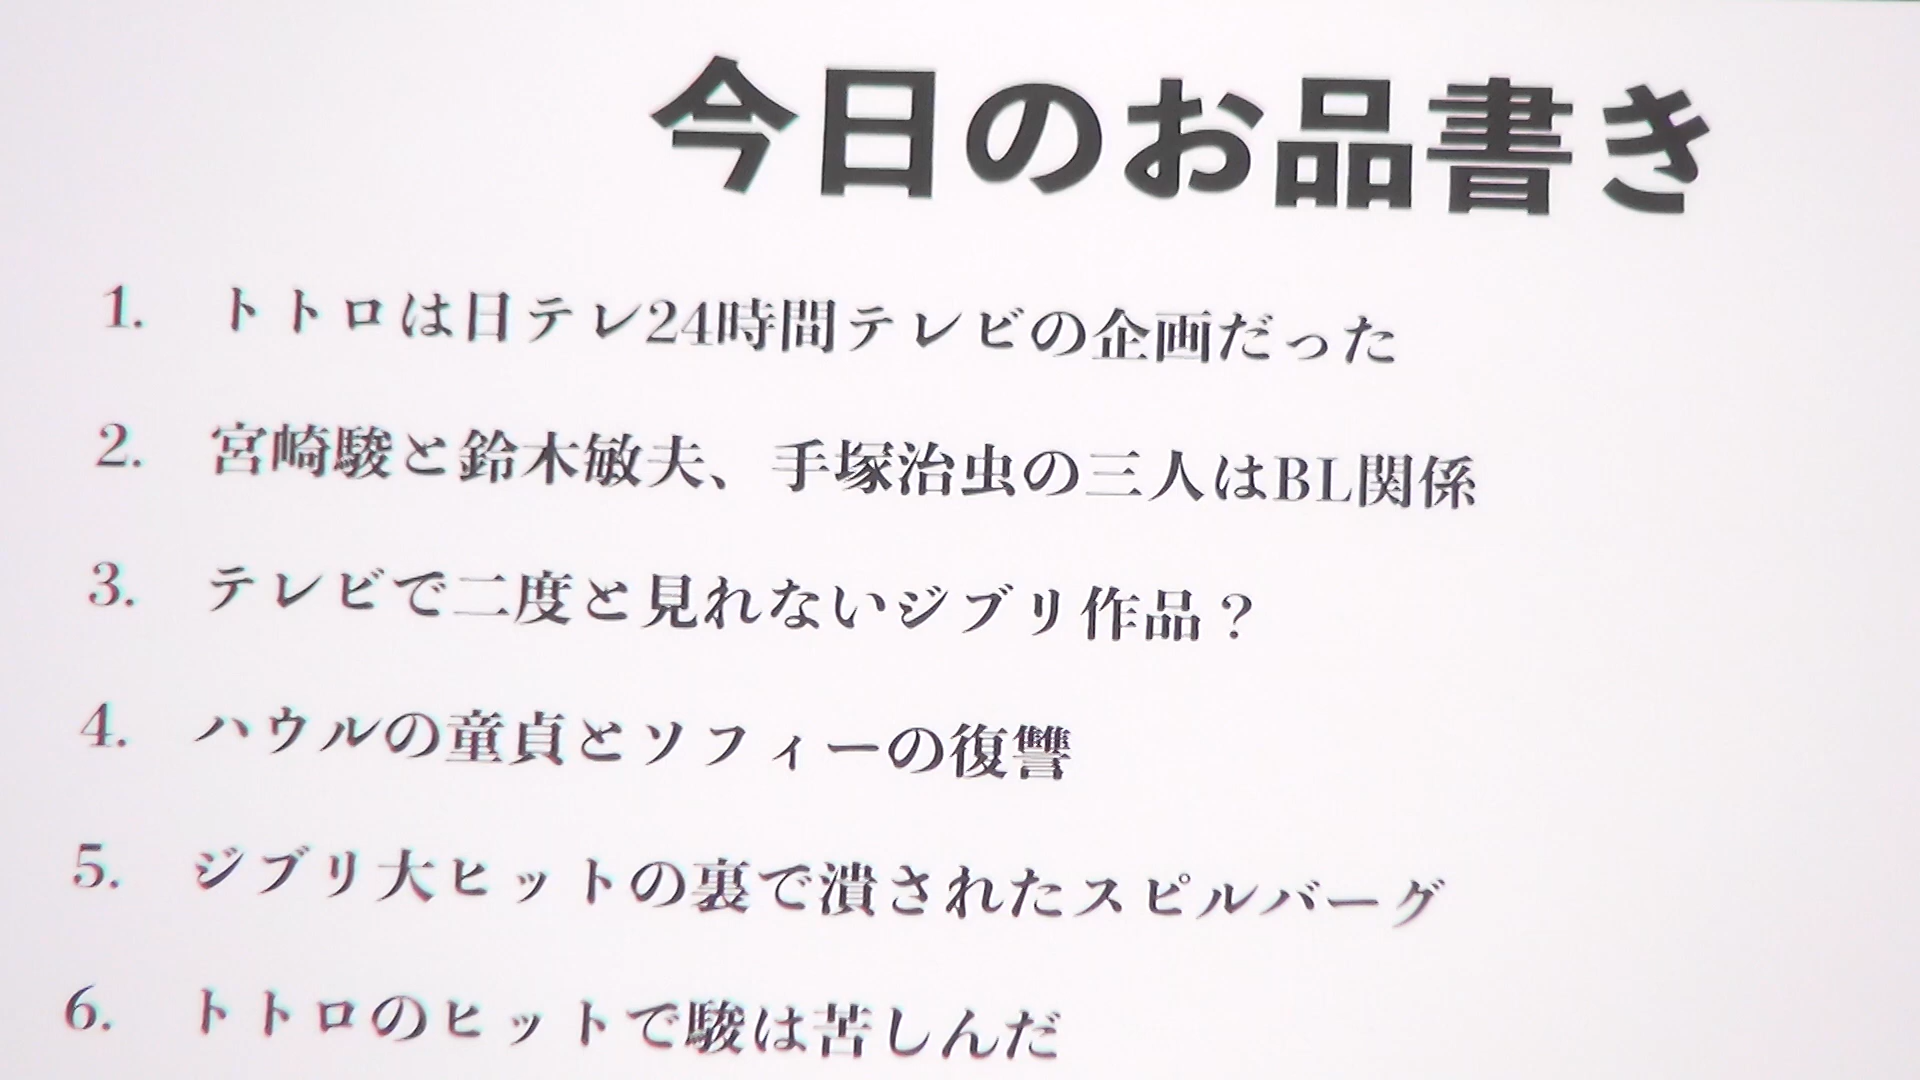 今日のお品書き
1. トトロは日テレ24時間テレビの企画だった
2. 宮崎駿と鈴木敏夫、手塚治虫の三人はBL関係
3. テレビで二度と見れないジブリ作品？
4. ハウルの童貞とソフィーの復讐
5. ジブリ大ヒットの裏で潰されたスピルバーグ
6. トトロのヒットで駿は苦しんだ